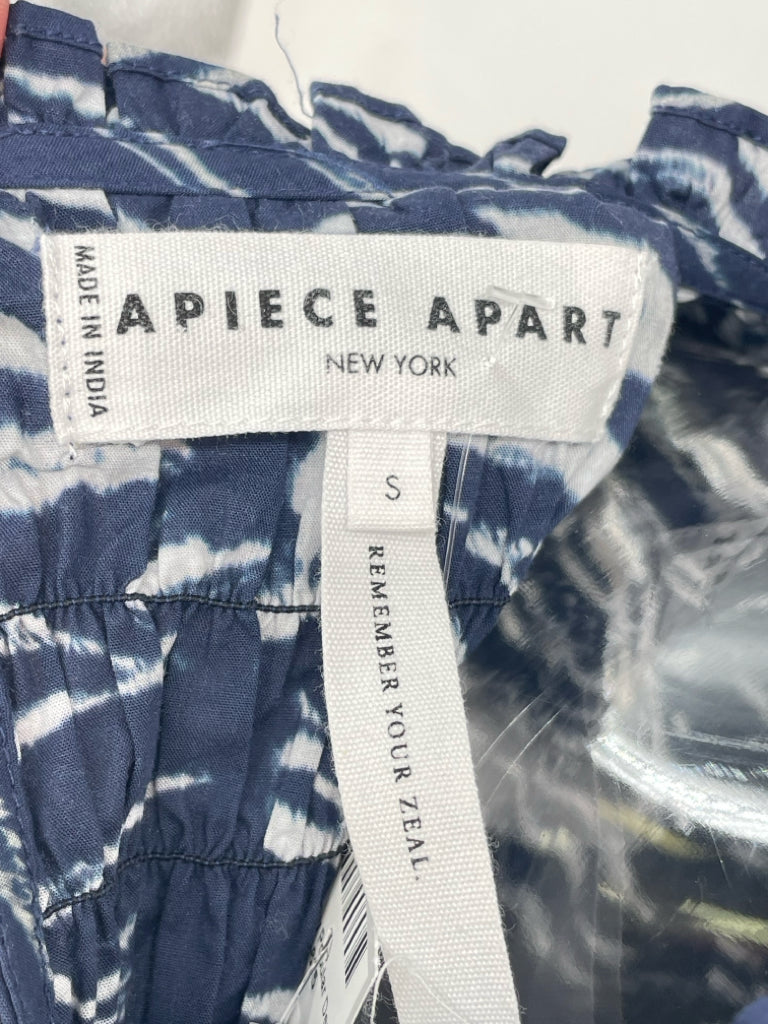 MADE IN INDIA
APIECE APART
NEW YORK
S
REMEMBER YOUR ZEAL.